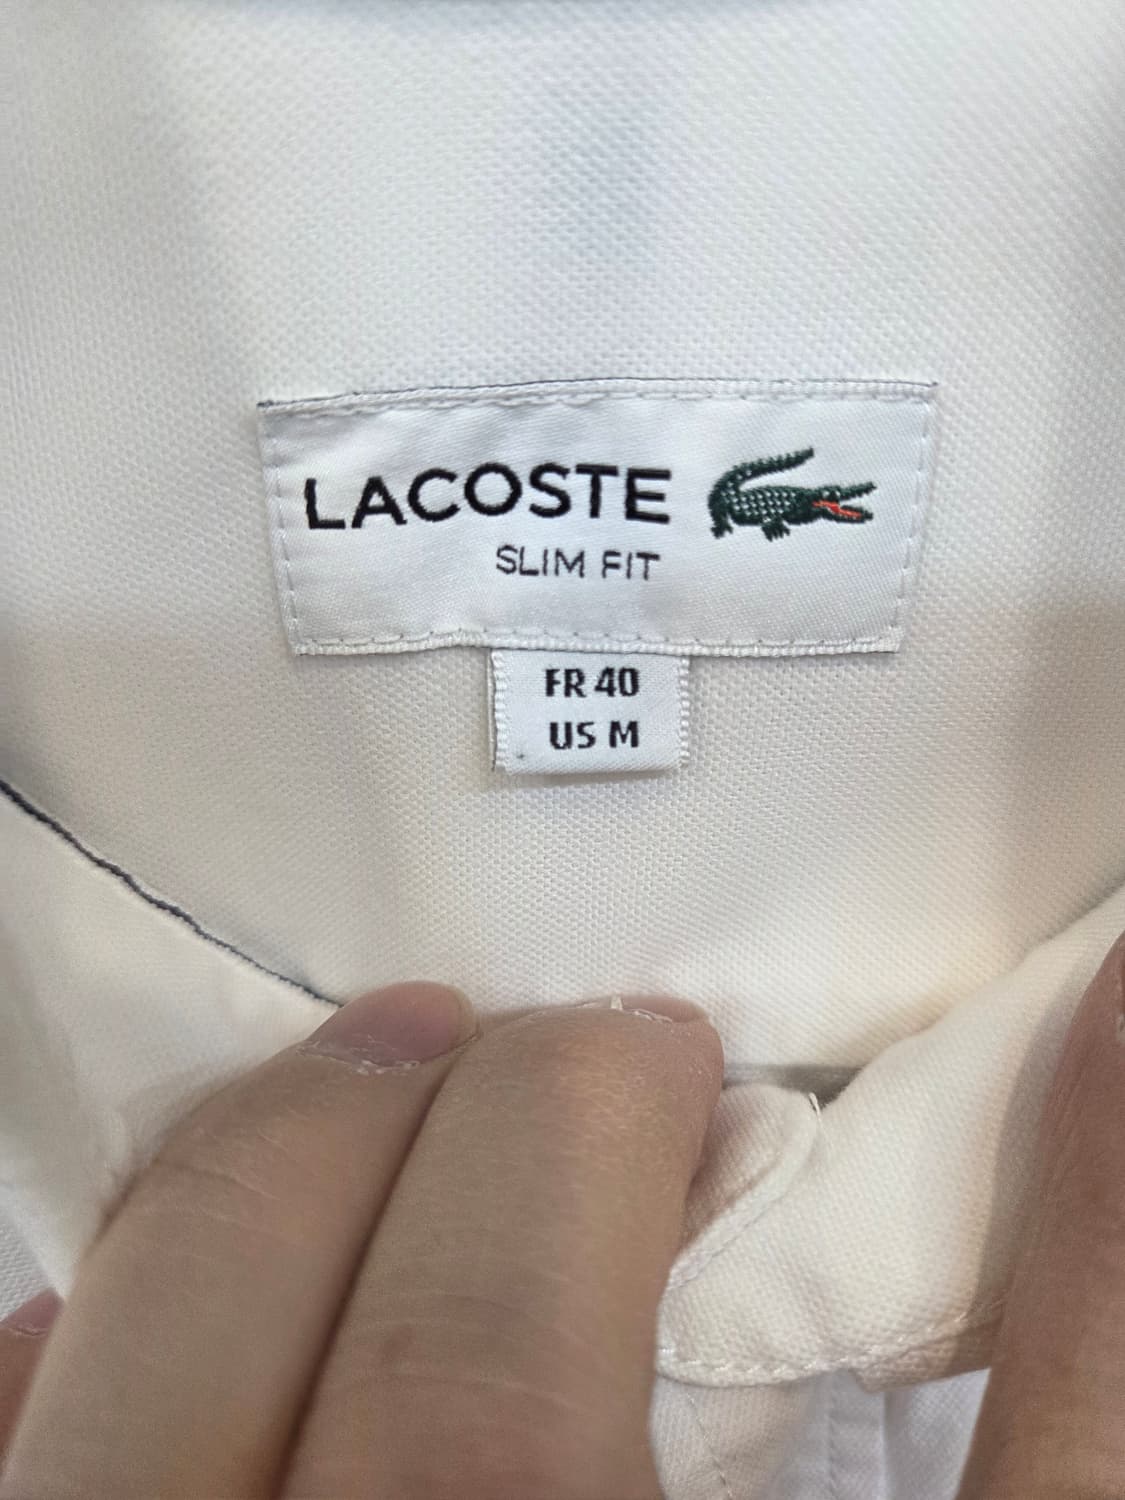 LACOSTE
SLIM FIT
FR 40
US M